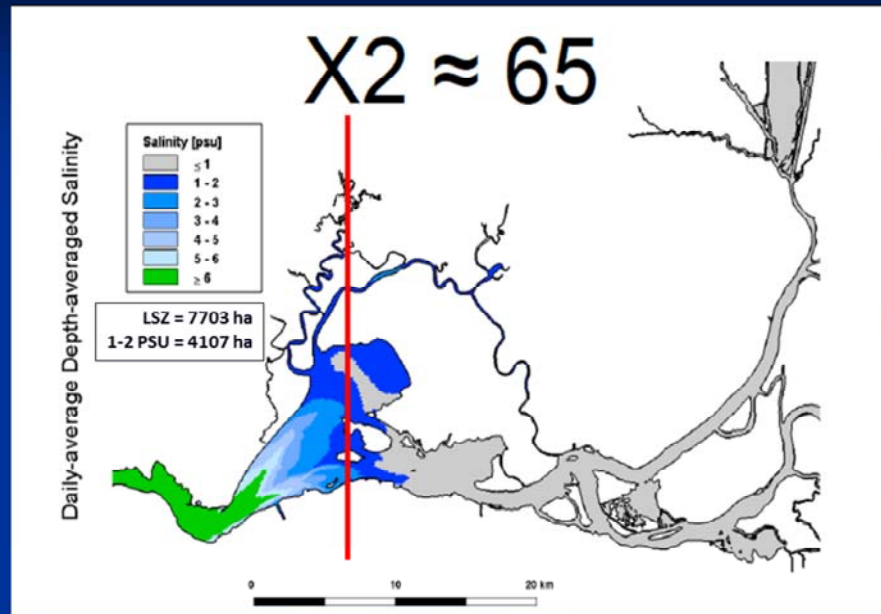 X2 ≈ 65
Daily-average Depth-averaged Salinity
Salinity [psu]
≤ 1
1 - 2
2 - 3
3 - 4
4 - 5
5 - 6
≥ 6
LSZ = 7703 ha
1-2 PSU = 4107 ha
0 10 20 km